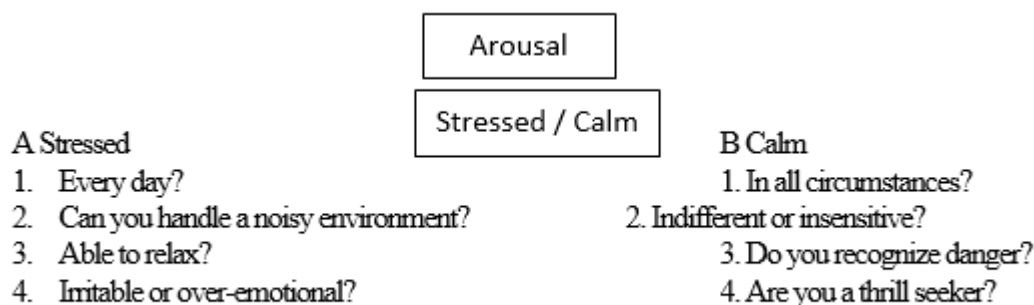 Arousal
Stressed / Calm
A Stressed
1. Every day?
2. Can you handle a noisy environment?
3. Able to relax?
4. Irritable or over-emotional?
B Calm
1. In all circumstances?
2. Indifferent or insensitive?
3. Do you recognize danger?
4. Are you a thrill seeker?